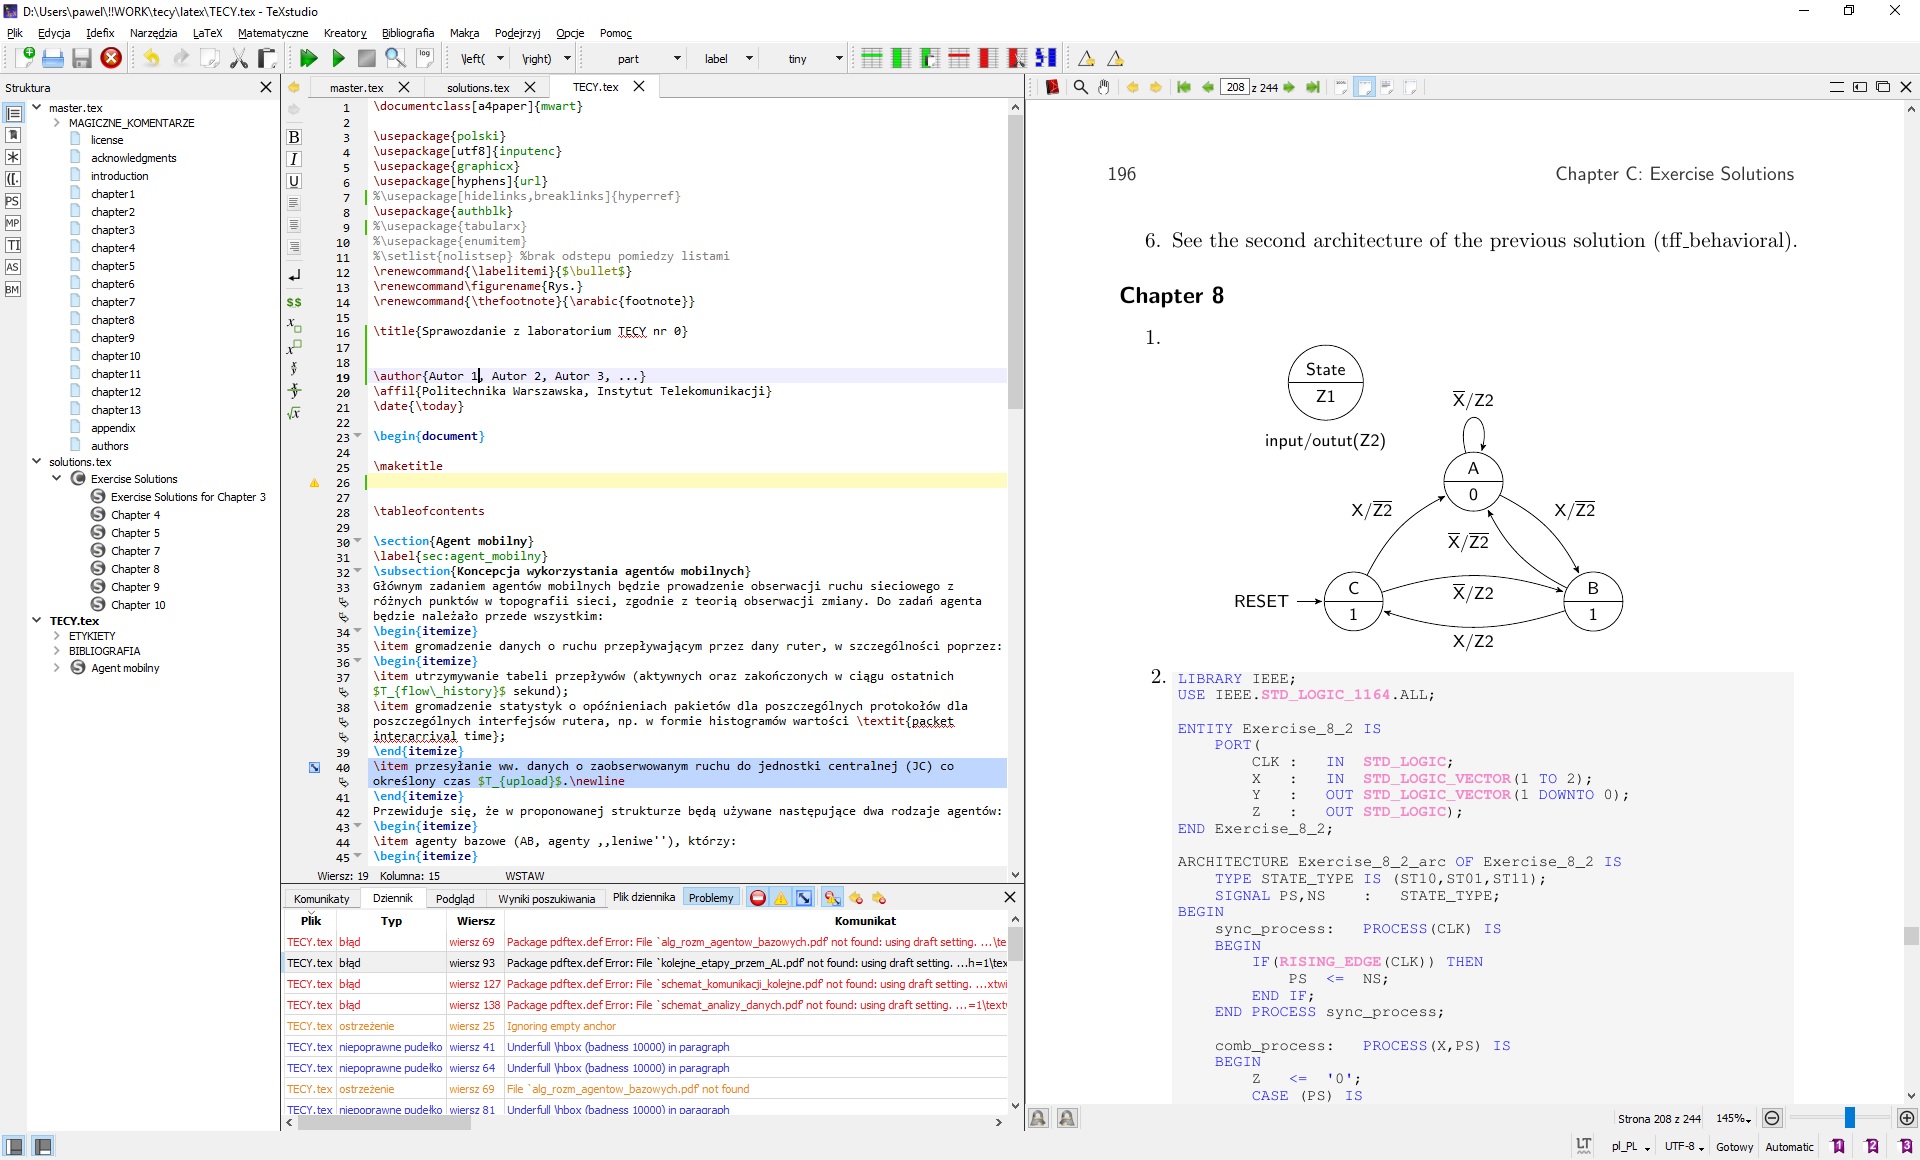 D:\Users\pawel\!!WORK\tecy\latex\TECY.tex - TeXstudio
Plik Edycja Idefix Narzędzia LaTeX Matematyczne Kreatory Bibliografia Makra Podejrzyj Opcje Pomoc
log \left( \right) part label tiny
Struktura
master.tex
MAGICZNE_KOMENTARZE
license
acknowledgments
introduction
chapter1
chapter2
chapter3
chapter4
chapter5
chapter6
chapter7
chapter8
chapter9
chapter10
chapter11
chapter12
chapter13
appendix
authors
solutions.tex
Exercise Solutions
Exercise Solutions for Chapter 3
Chapter 4
Chapter 5
Chapter 7
Chapter 8
Chapter 9
Chapter 10
TECY.tex
ETYKIETY
BIBLIOGRAFIA
Agent mobilny
PS
MP
TI
AS
BM
master.tex solutions.tex TECY.tex
B
I
U
$$
1 \documentclass[a4paper]{mwart}
2
3 \usepackage{polski}
4 \usepackage[utf8]{inputenc}
5 \usepackage{graphicx}
6 \usepackage[hyphens]{url}
7 %\usepackage[hidelinks,breaklinks]{hyperref}
8 \usepackage{authblk}
9 %\usepackage{tabularx}
10 %\usepackage{enumitem}
11 %\setlist{nolistsep} %brak odstepu pomiedzy listami
12 \renewcommand{\labelitemi}{$\bullet$}
13 \renewcommand\figurename{Rys.}
14 \renewcommand{\thefootnote}{\arabic{footnote}}
15
16 \title{Sprawozdanie z laboratorium TECY nr 0}
17
18
19 \author{Autor 1, Autor 2, Autor 3, ...}
20 \affil{Politechnika Warszawska, Instytut Telekomunikacji}
21 \date{\today}
22
23 \begin{document}
24
25 \maketitle
26
27
28 \tableofcontents
29
30 \section{Agent mobilny}
31 \label{sec:agent_mobilny}
32 \subsection{Koncepcja wykorzystania agentów mobilnych}
33 Głównym zadaniem agentów mobilnych będzie prowadzenie obserwacji ruchu sieciowego z
różnych punktów w topografii sieci, zgodnie z teorią obserwacji zmiany. Do zadań agenta
będzie należało przede wszystkim:
34 \begin{itemize}
35 \item gromadzenie danych o ruchu przepływającym przez dany ruter, w szczególności poprzez:
36 \begin{itemize}
37 \item utrzymywanie tabeli przepływów (aktywnych oraz zakończonych w ciągu ostatnich
$T_{flow\_history}$ sekund);
38 \item gromadzenie statystyk o opóźnieniach pakietów dla poszczególnych protokołów dla
poszczególnych interfejsów rutera, np. w formie histogramów wartości \textit{packet
interarrival time};
39 \end{itemize}
40 \item przesyłanie ww. danych o zaobserwowanym ruchu do jednostki centralnej (JC) co
określony czas $T_{upload}$.\newline
41 \end{itemize}
42 Przewiduje się, że w proponowanej strukturze będą używane następujące dwa rodzaje agentów:
43 \begin{itemize}
44 \item agenty bazowe (AB, agenty ,,leniwe''), którzy:
45 \begin{itemize}
Wiersz: 19 Kolumna: 15 WSTAW
Komunikaty Dziennik Podgląd Wyniki poszukiwania Plik dziennika Problemy
Plik Typ Wiersz Komunikat
TECY.tex błąd wiersz 69 Package pdftex.def Error: File `alg_rozm_agentow_bazowych.pdf' not found: using draft setting. ...\te
TECY.tex błąd wiersz 93 Package pdftex.def Error: File `kolejne_etapy_przem_AL.pdf' not found: using draft setting. ...h=1\tex
TECY.tex błąd wiersz 127 Package pdftex.def Error: File `schemat_komunikacji_kolejne.pdf' not found: using draft setting. ...xtwi
TECY.tex błąd wiersz 138 Package pdftex.def Error: File `schemat_analizy_danych.pdf' not found: using draft setting. ...=1\textw
TECY.tex ostrzeżenie wiersz 25 Ignoring empty anchor
TECY.tex niepoprawne pudełko wiersz 41 Underfull \hbox (badness 10000) in paragraph
TECY.tex niepoprawne pudełko wiersz 64 Underfull \hbox (badness 10000) in paragraph
TECY.tex ostrzeżenie wiersz 69 File `alg_rozm_agentow_bazowych.pdf' not found
TECY.tex niepoprawne pudełko wiersz 81 Underfull \hbox (badness 10000) in paragraph
208 z 244
196 Chapter C: Exercise Solutions
6. See the second architecture of the previous solution (tff_behavioral).
Chapter 8
1.
State
Z1
input/outut(Z2)
X̅/Z2
A
0
X/Z̅2̅
X/Z̅2̅
X̅/Z̅2̅
C
1
X̅/Z2
B
1
RESET
X/Z2
2. LIBRARY IEEE;
USE IEEE.STD_LOGIC_1164.ALL;
ENTITY Exercise_8_2 IS
PORT(
CLK : IN STD_LOGIC;
X : IN STD_LOGIC_VECTOR(1 TO 2);
Y : OUT STD_LOGIC_VECTOR(1 DOWNTO 0);
Z : OUT STD_LOGIC);
END Exercise_8_2;
ARCHITECTURE Exercise_8_2_arc OF Exercise_8_2 IS
TYPE STATE_TYPE IS (ST10,ST01,ST11);
SIGNAL PS,NS : STATE_TYPE;
BEGIN
sync_process: PROCESS(CLK) IS
BEGIN
IF(RISING_EDGE(CLK)) THEN
PS <= NS;
END IF;
END PROCESS sync_process;
comb_process: PROCESS(X,PS) IS
BEGIN
Z <= '0';
CASE (PS) IS
Strona 208 z 244 145%
LT pl_PL UTF-8 Gotowy Automatic 1 2 3